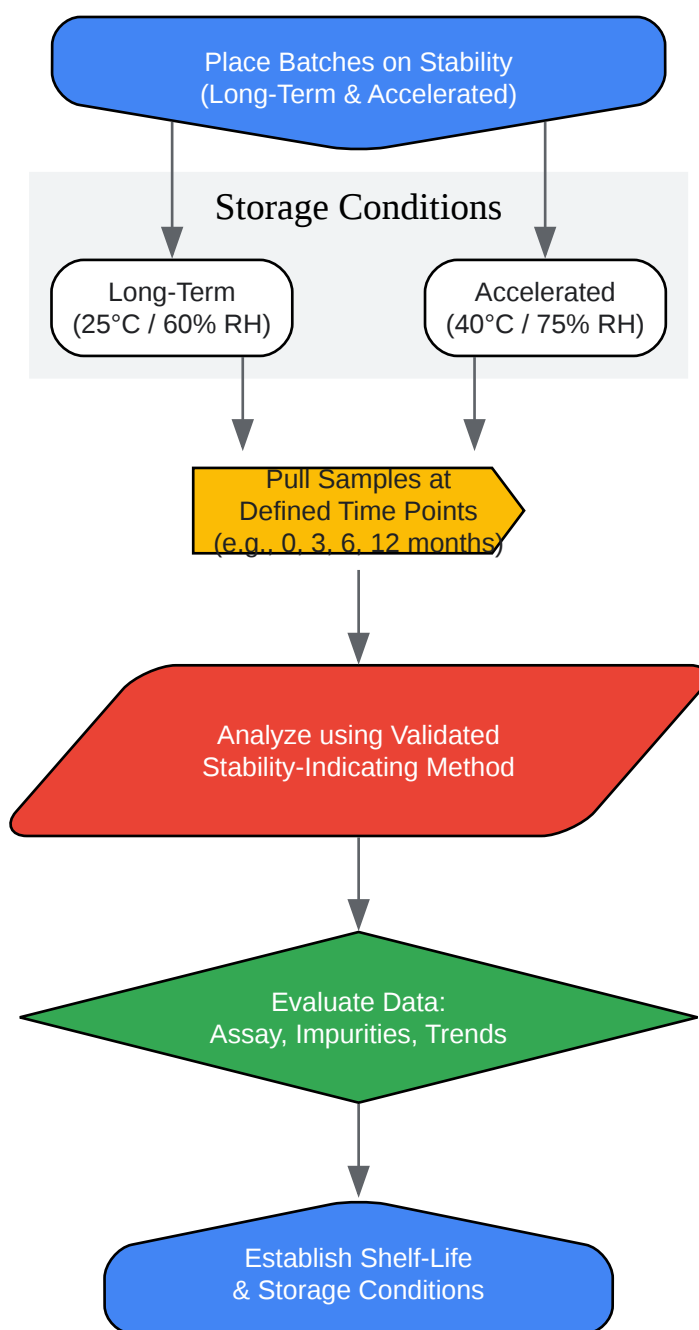 Place Batches on Stability
(Long-Term & Accelerated)
Storage Conditions
Long-Term
(25°C / 60% RH)
Accelerated
(40°C / 75% RH)
Pull Samples at
Defined Time Points
(e.g., 0, 3, 6, 12 months)
Analyze using Validated
Stability-Indicating Method
Evaluate Data:
Assay, Impurities, Trends
Establish Shelf-Life
& Storage Conditions